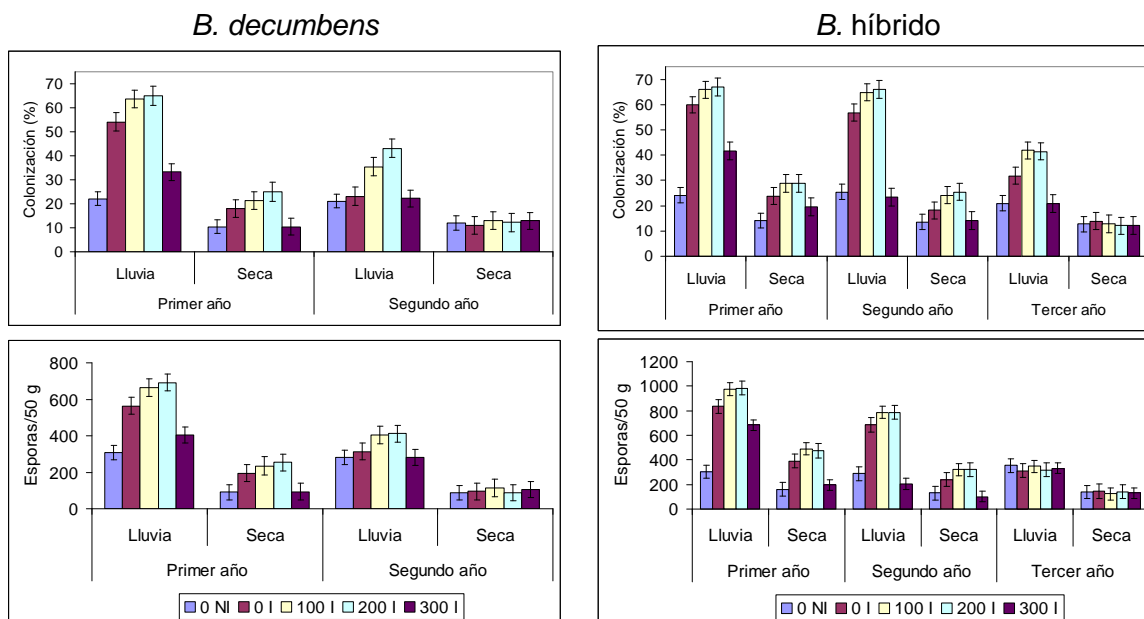 B. decumbens
B. híbrido
Colonización (%)
70
60
50
40
30
20
10
0
Lluvia Seca Lluvia Seca
Primer año Segundo año
Colonización (%)
70
60
50
40
30
20
10
0
Lluvia Seca Lluvia Seca Lluvia Seca
Primer año Segundo año Tercer año
Esporas/50 g
800
600
400
200
0
Lluvia Seca Lluvia Seca
Primer año Segundo año
0 NI 0 I 100 I 200 I 300 I
Esporas/50 g
1200
1000
800
600
400
200
0
Lluvia Seca Lluvia Seca Lluvia Seca
Primer año Segundo año Tercer año
0 NI 0 I 100 I 200 I 300 I